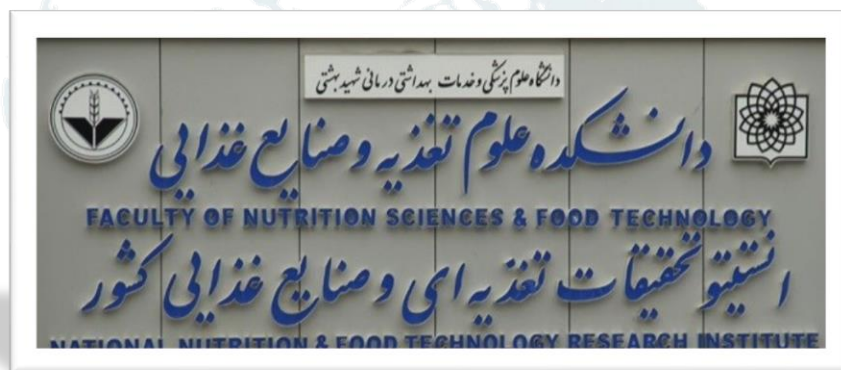 دانشگاه علوم پزشکی و خدمات بهداشتی درمانی شهید بهشتی
دانشکده علوم تغذیه و صنایع غذایی
FACULTY OF NUTRITION SCIENCES & FOOD TECHNOLOGY
انستیتو تحقیقات تغذیه ای و صنایع غذایی کشور
NATIONAL NUTRITION & FOOD TECHNOLOGY RESEARCH INSTITUTE